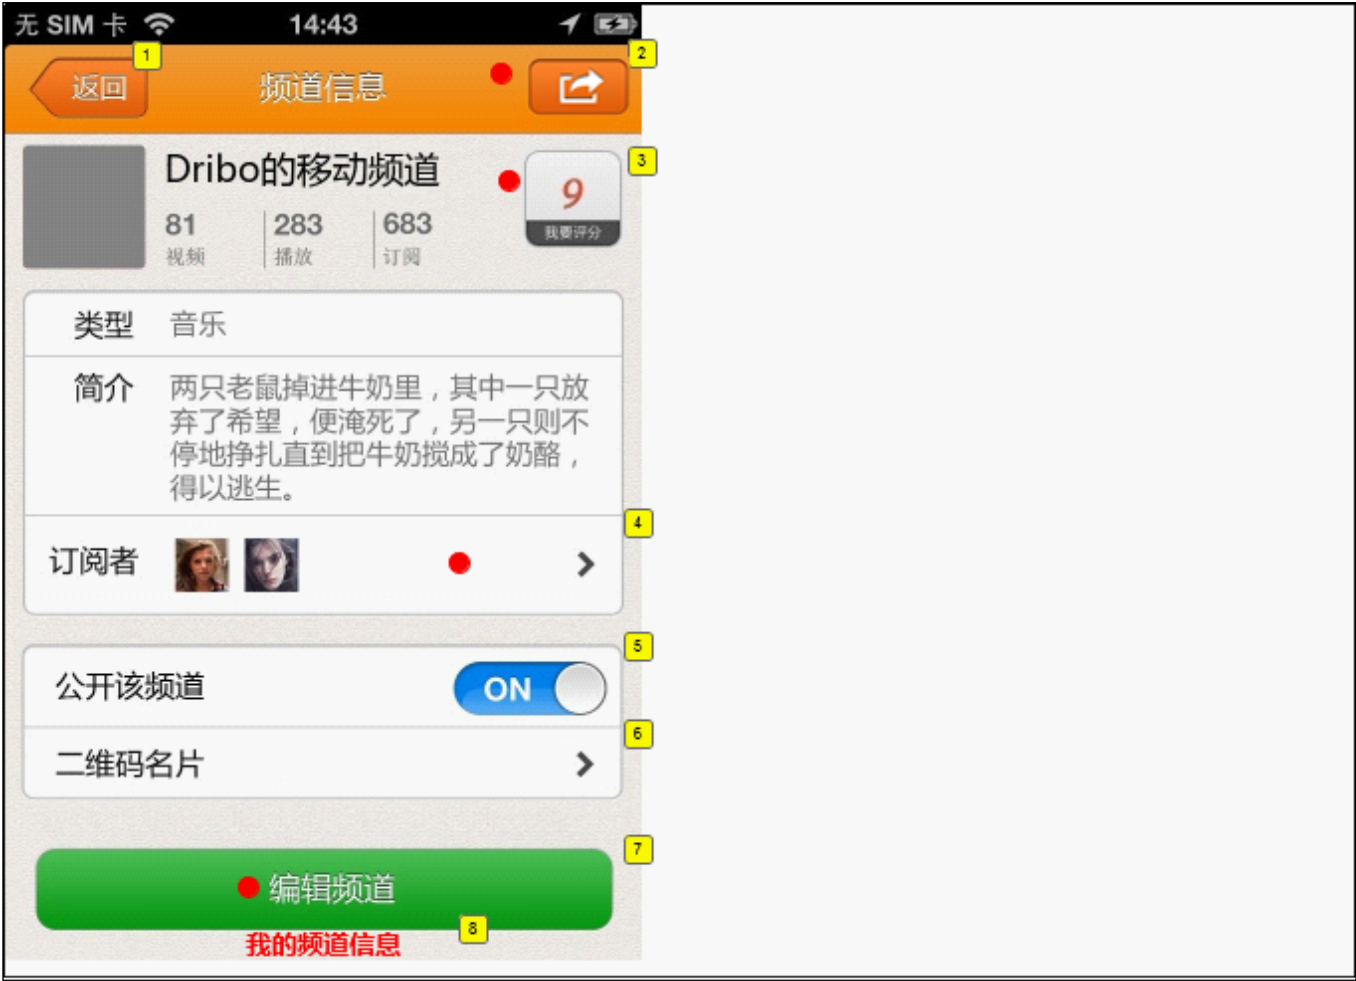 无 SIM 卡 14:43
1
2
返回 频道信息
3
Dribo的移动频道
9
我要评分
81 283 683
视频 播放 订阅
类型 音乐
简介 两只老鼠掉进牛奶里，其中一只放
弃了希望，便淹死了，另一只则不
停地挣扎直到把牛奶搅成了奶酪，
得以逃生。
4
订阅者
5
公开该频道 ON
6
二维码名片
7
编辑频道
8
我的频道信息